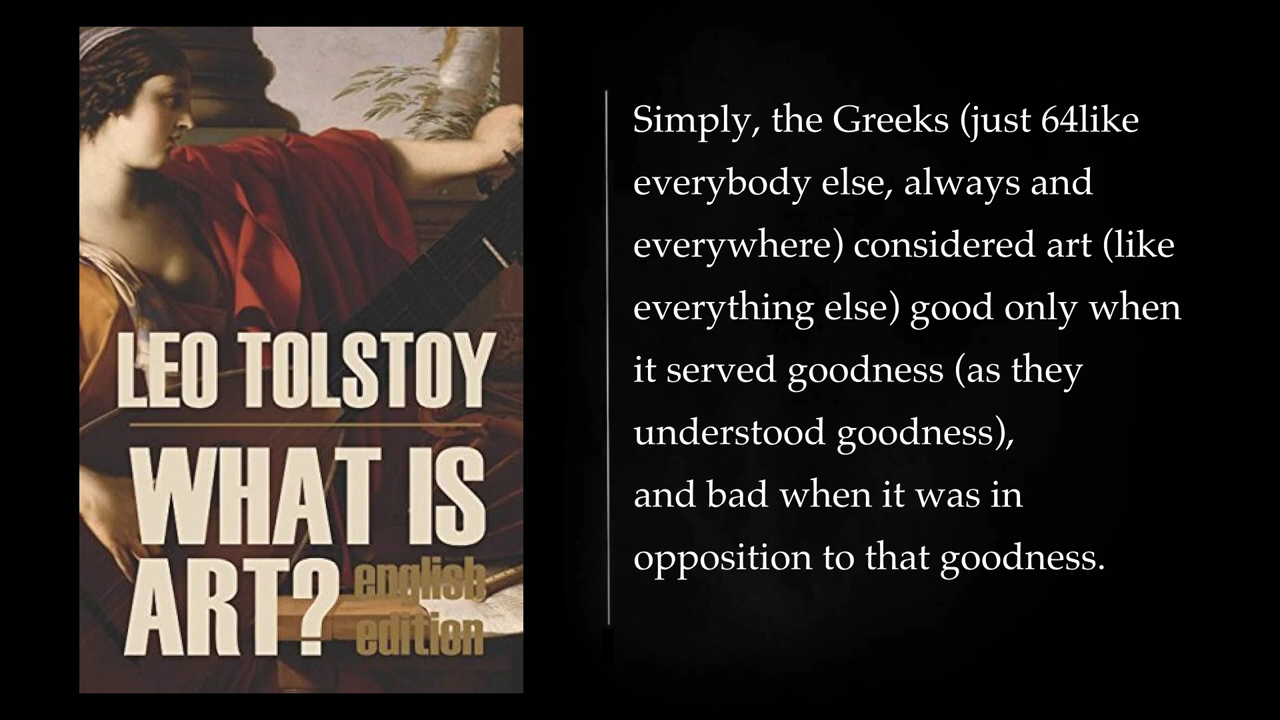 LEO TOLSTOY
WHAT IS
ART?
english
edition
Simply, the Greeks (just 64like
everybody else, always and
everywhere) considered art (like
everything else) good only when
it served goodness (as they
understood goodness),
and bad when it was in
opposition to that goodness.